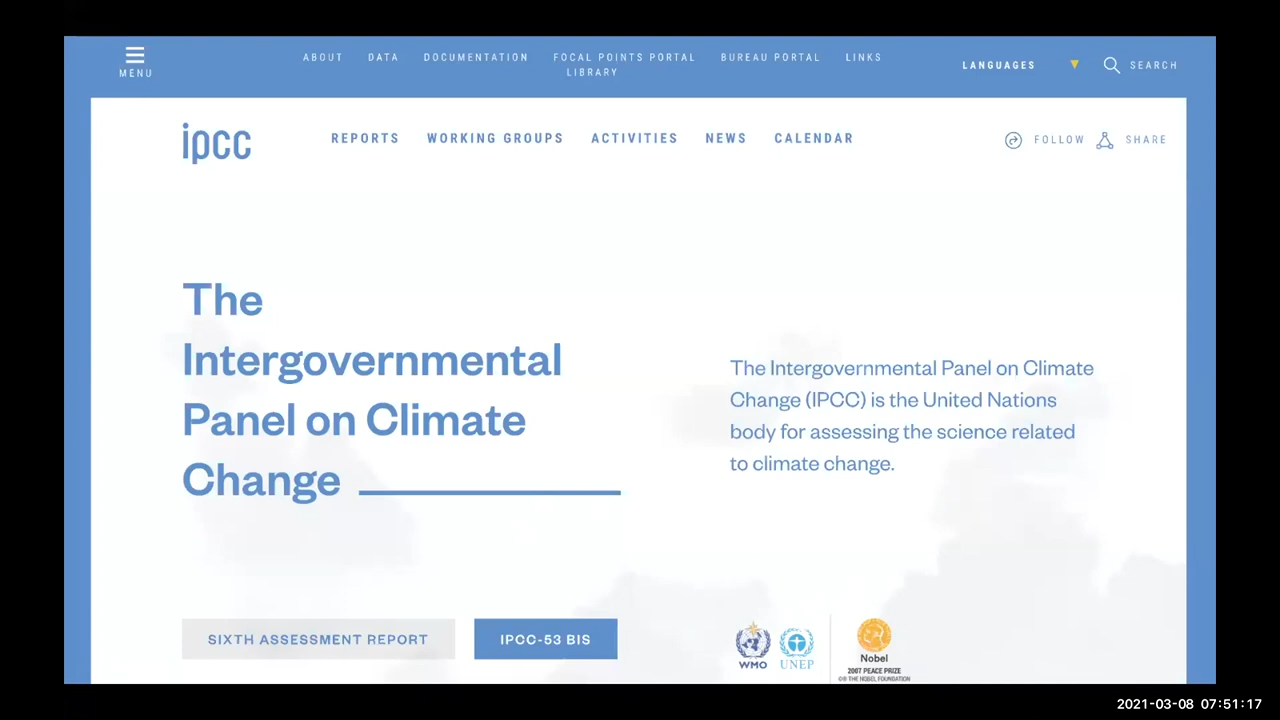 MENU
ABOUT DATA DOCUMENTATION FOCAL POINTS PORTAL BUREAU PORTAL LINKS
LIBRARY
LANGUAGES SEARCH
ipcc REPORTS WORKING GROUPS ACTIVITIES NEWS CALENDAR FOLLOW SHARE
The
Intergovernmental
Panel on Climate
Change
The Intergovernmental Panel on Climate
Change (IPCC) is the United Nations
body for assessing the science related
to climate change.
SIXTH ASSESSMENT REPORT IPCC-53 BIS
WMO UNEP
Nobel
2007 PEACE PRIZE
©® THE NOBEL FOUNDATION
2021-03-08 07:51:17